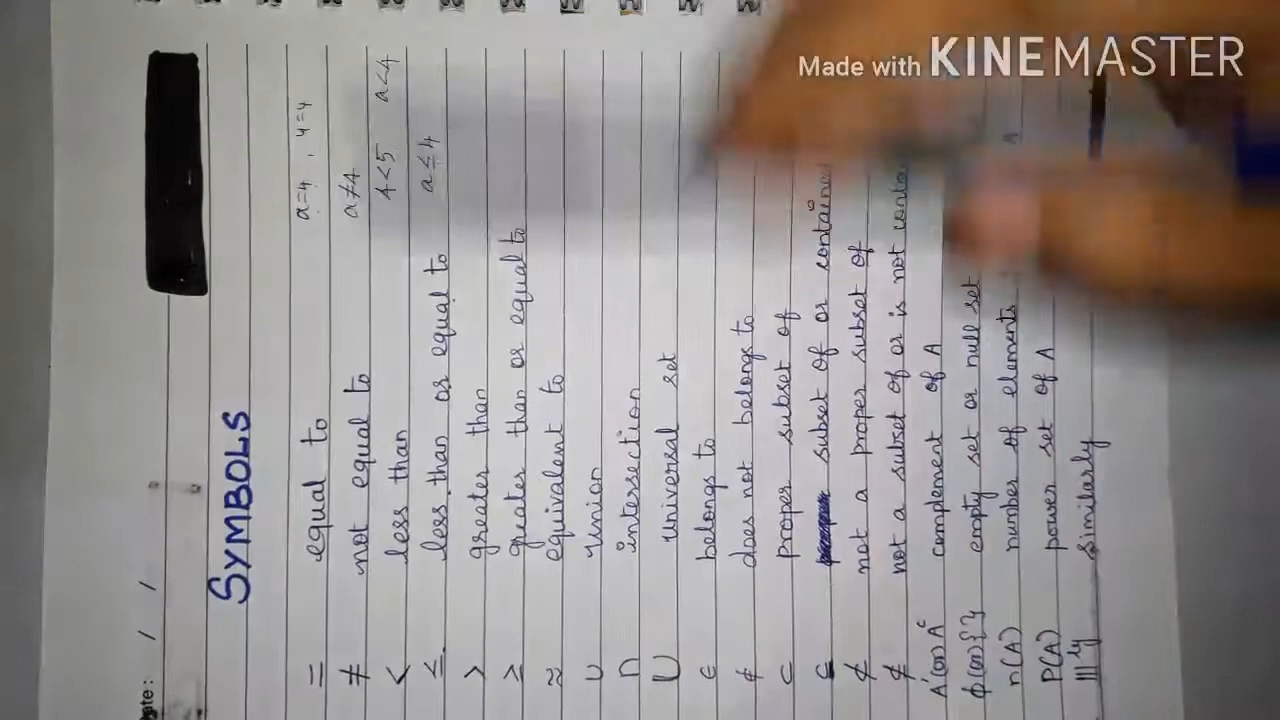 Made with KINEMASTER
Date: / /
SYMBOLS
= equal to a=4, 4=4
≠ not equal to a≠4
< less than 4<5 a<4
≤ less than or equal to a≤4
> greater than
≥ greater than or equal to
≈ equivalent to
∪ union
∩ intersection
U universal set
∈ belongs to
∉ does not belongs to
⊂ proper subset of
⊆ subset of or contained
⊄ not a proper subset of
⊈ not a subset of or is not
A'(or)Aᶜ complement of A
ϕ(or){} empty set or null set
n(A) number of elements A
P(A) power set of A
|||ly similarly